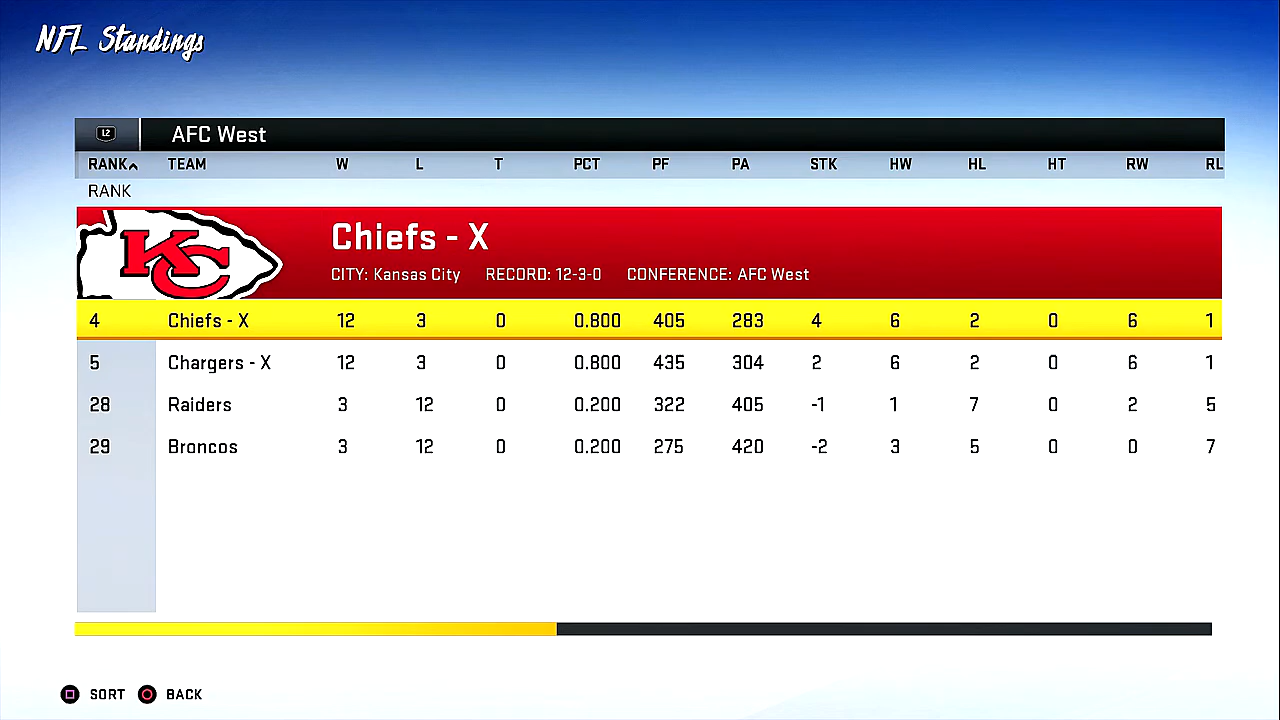 NFL Standings
L2 AFC West
RANK TEAM W L T PCT PF PA STK HW HL HT RW RL
RANK
KC
Chiefs - X
CITY: Kansas City RECORD: 12-3-0 CONFERENCE: AFC West
4 Chiefs - X 12 3 0 0.800 405 283 4 6 2 0 6 1
5 Chargers - X 12 3 0 0.800 435 304 2 6 2 0 6 1
28 Raiders 3 12 0 0.200 322 405 -1 1 7 0 2 5
29 Broncos 3 12 0 0.200 275 420 -2 3 5 0 0 7
SORT BACK